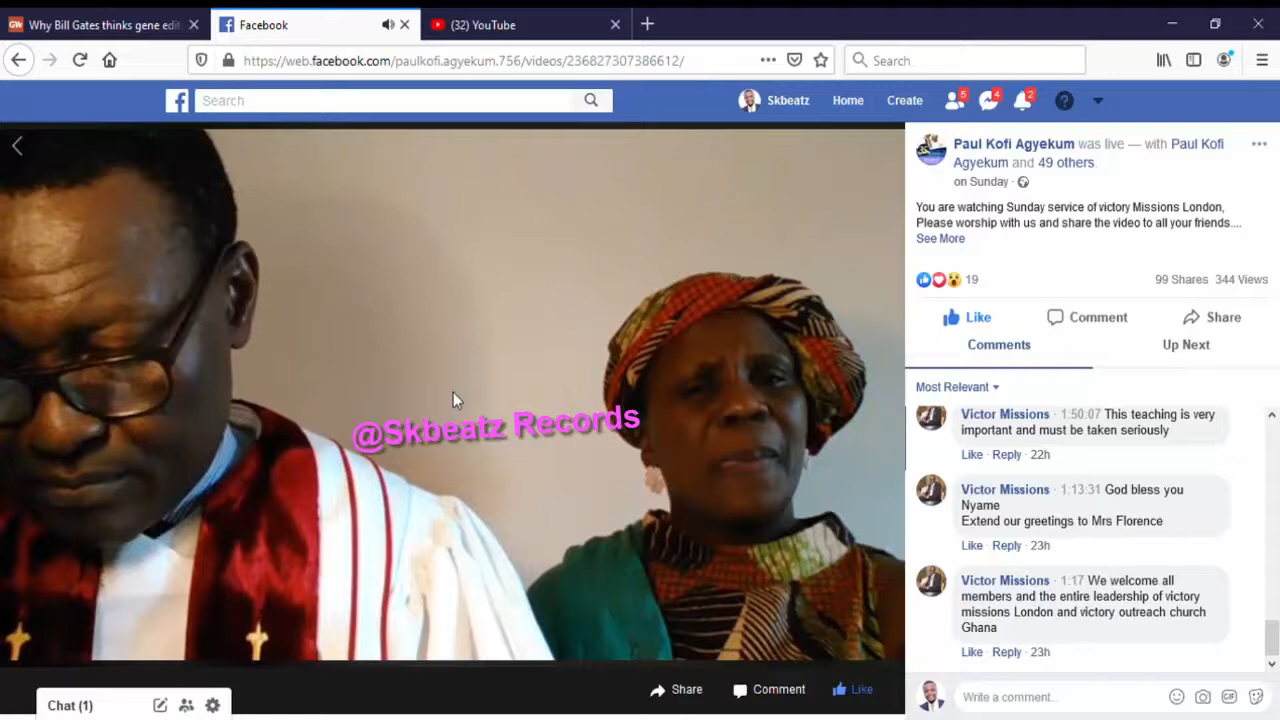 GW Why Bill Gates thinks gene edit
Facebook
(32) YouTube
https://web.facebook.com/paulkofi.agyekum.756/videos/236827307386612/
Search
Search
Skbeatz
Home
Create
5
4
2
Paul Kofi Agyekum was live — with Paul Kofi
Agyekum and 49 others.
on Sunday ·
You are watching Sunday service of victory Missions London,
Please worship with us and share the video to all your friends....
See More
19
99 Shares 344 Views
Like
Comment
Share
Comments
Up Next
Most Relevant
Victor Missions · 1:50:07 This teaching is very
important and must be taken seriously
Like · Reply · 22h
Victor Missions · 1:13:31 God bless you
Nyame
Extend our greetings to Mrs Florence
Like · Reply · 23h
Victor Missions · 1:17 We welcome all
members and the entire leadership of victory
missions London and victory outreach church
Ghana
Like · Reply · 23h
@Skbeatz Records
Share
Comment
Like
Chat (1)
Write a comment...
GIF